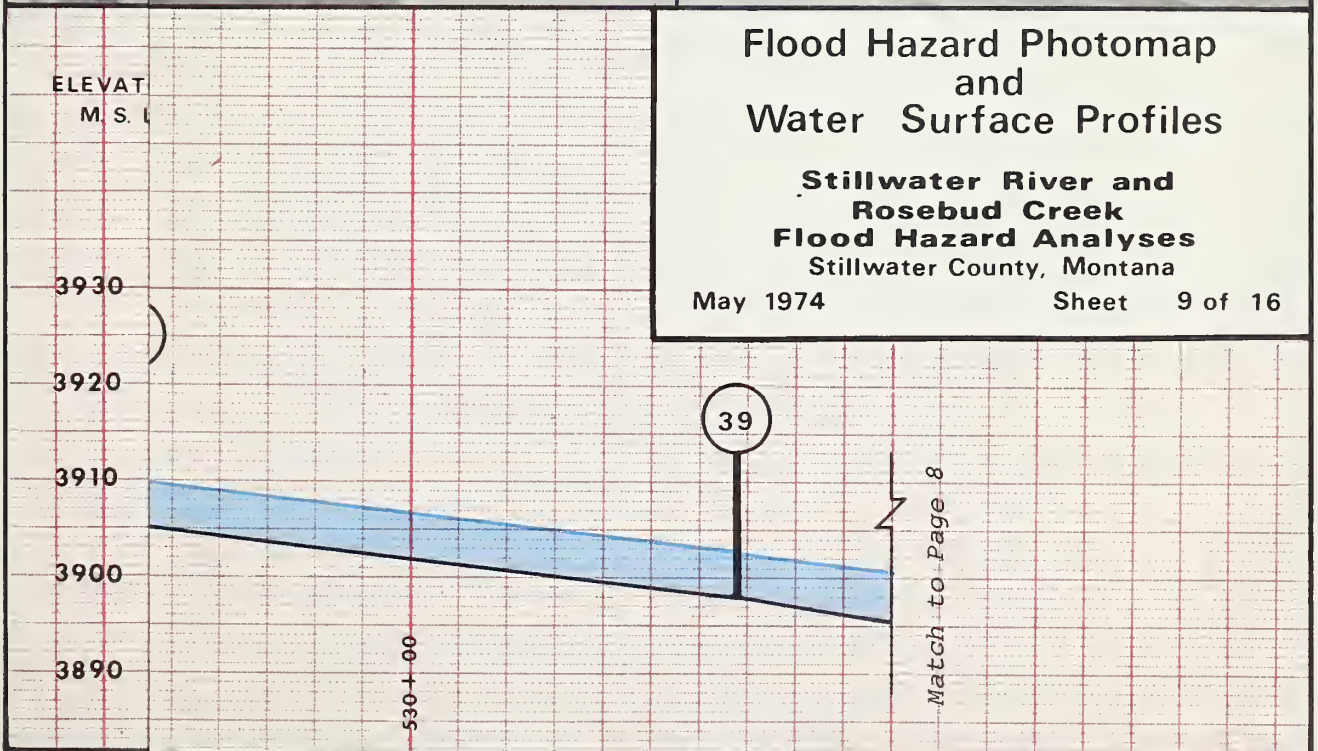 Flood Hazard Photomap
and
Water Surface Profiles
Stillwater River and
Rosebud Creek
Flood Hazard Analyses
Stillwater County, Montana
May 1974 Sheet 9 of 16
ELEVAT
M. S. L
3930
3920
3910
3900
3890
39
530+00
Match to Page 8